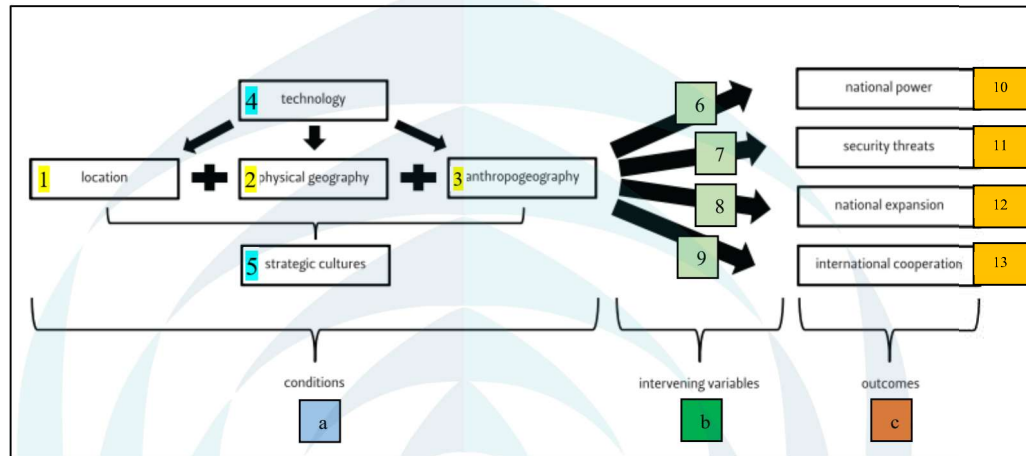 4 technology
6
7
8
9
national power 10
security threats 11
national expansion 12
international cooperation 13
1 location
2 physical geography
3 anthropogeography
5 strategic cultures
conditions
intervening variables
outcomes
a
b
c